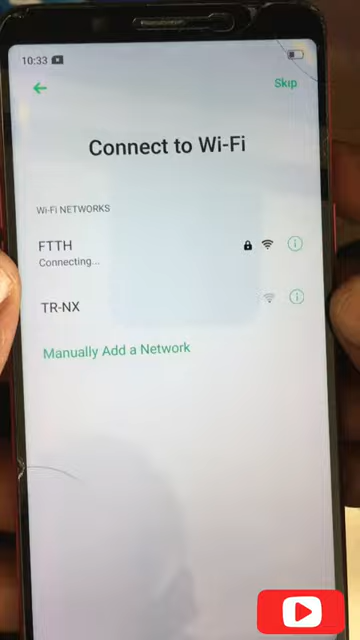 10:33
Skip
Connect to Wi-Fi
Wi-Fi NETWORKS
FTTH
Connecting...
TR-NX
Manually Add a Network